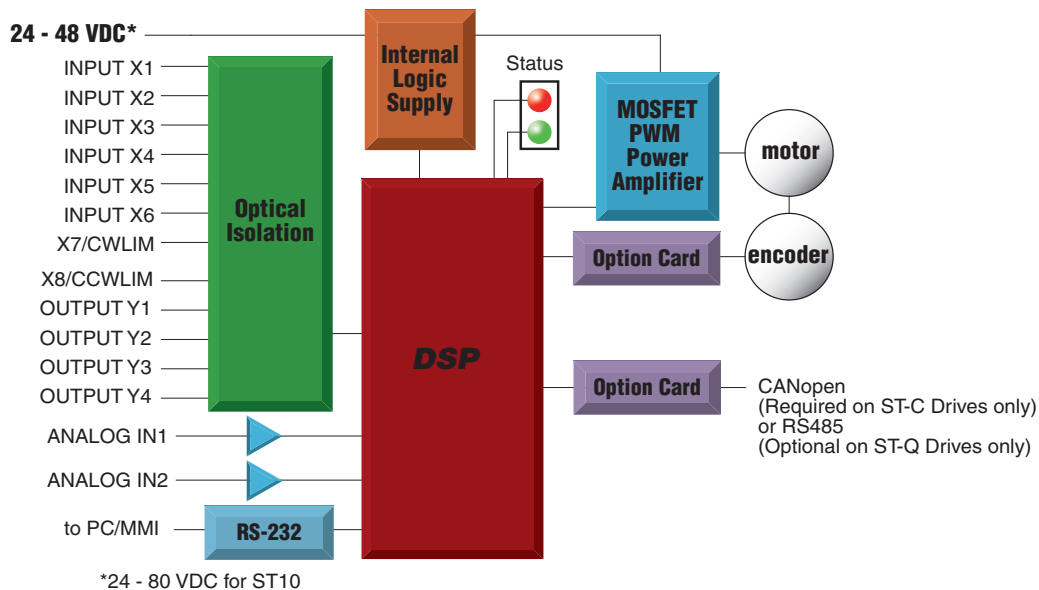 24 - 48 VDC*
INPUT X1
INPUT X2
INPUT X3
INPUT X4
INPUT X5
INPUT X6
X7/CWLIM
X8/CCWLIM
OUTPUT Y1
OUTPUT Y2
OUTPUT Y3
OUTPUT Y4
ANALOG IN1
ANALOG IN2
to PC/MMI
Optical
Isolation
RS-232
Internal
Logic
Supply
Status
DSP
MOSFET
PWM
Power
Amplifier
motor
Option Card
encoder
Option Card
CANopen
(Required on ST-C Drives only)
or RS485
(Optional on ST-Q Drives only)
*24 - 80 VDC for ST10